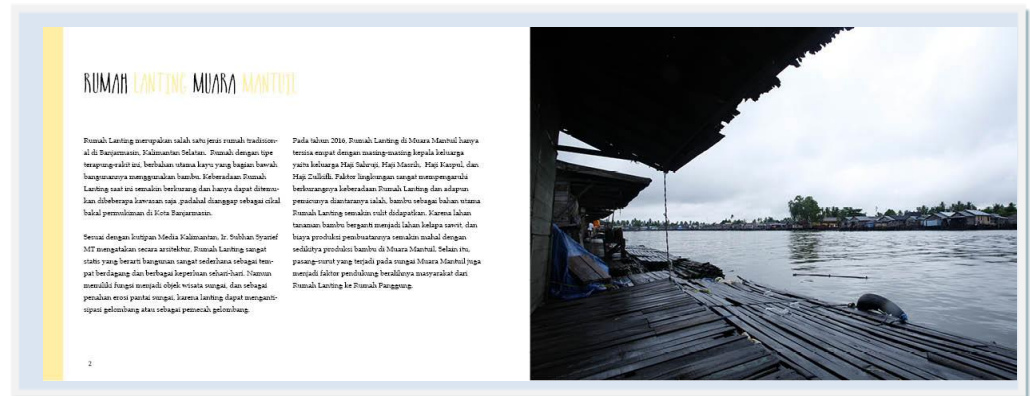 RUMAH LANTING MUARA MANTUIL
Rumah Lanting merupakan salah satu jenis rumah tradision-
al di Banjarmasin, Kalimantan Selatan. Rumah dengan tipe
terapung-rakit ini, berbahan utama kayu yang bagian bawah
bangunannya menggunakan bambu. Keberadaan Rumah
Lanting saat ini semakin berkurang dan hanya dapat ditemu-
kan dibeberapa kawasan saja ,padahal dianggap sebagai cikal
bakal permukiman di Kota Banjarmasin.
Sesuai dengan kutipan Media Kalimantan, Ir. Subhan Syarief
MT mengatakan secara arsitektur, Rumah Lanting sangat
statis yang berarti bangunan sangat sederhana sebagai tem-
pat berdagang dan berbagai keperluan sehari-hari. Namun
memiliki fungsi menjadi objek wisata sungai, dan sebagai
penahan erosi pantai sungai, karena lanting dapat menganti-
sipasi gelombang atau sebagai pemecah gelombang.
Pada tahun 2016, Rumah Lanting di Muara Mantuil hanya
tersisa empat dengan masing-masing kepala keluarga
yaitu keluarga Haji Sahruji, Haji Masrih, Haji Kaspul, dan
Haji Zulkifli. Faktor lingkungan sangat mempengaruhi
berkurangnya keberadaan Rumah Lanting dan adapun
pemicunya diantaranya ialah, bambu sebagai bahan utama
Rumah Lanting semakin sulit didapatkan. Karena lahan
tanaman bambu berganti menjadi lahan kelapa sawit, dan
biaya produksi pembuatannya semakin mahal dengan
sedikitya produksi bambu di Muara Mantuil. Selain itu,
pasang-surut yang terjadi pada sungai Muara Mantuil juga
menjadi faktor pendukung beralihnya masyarakat dari
Rumah Lanting ke Rumah Panggung.
2